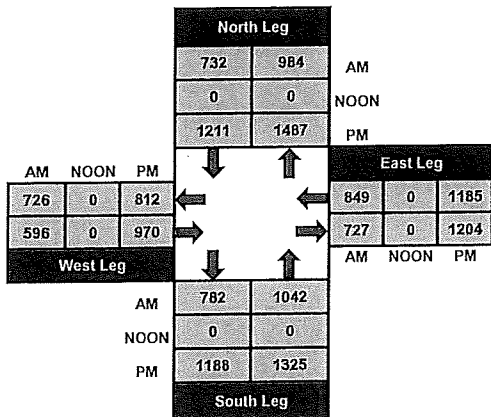 North Leg
732 984 AM
0 0 NOON
1211 1487 PM
AM NOON PM
726 0 812
596 0 970
West Leg
East Leg
849 0 1185
727 0 1204
AM NOON PM
AM 782 1042
NOON 0 0
PM 1188 1325
South Leg